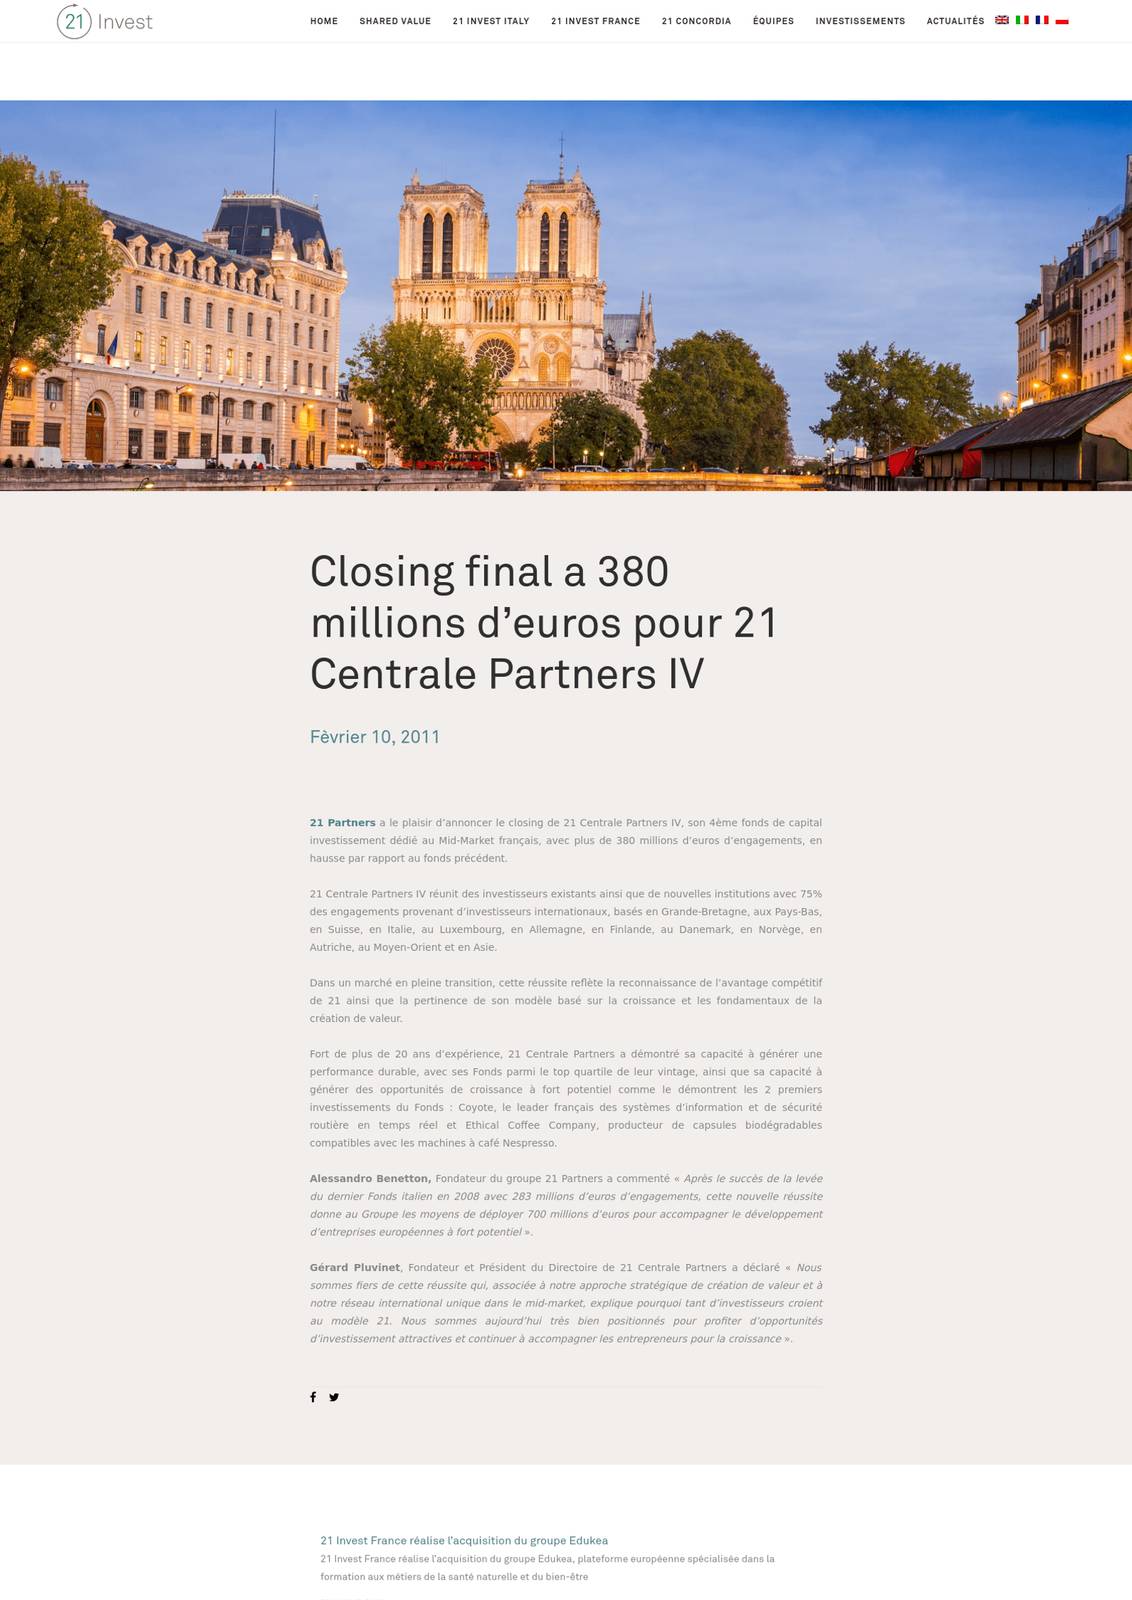 21 Invest
HOME SHARED VALUE 21 INVEST ITALY 21 INVEST FRANCE 21 CONCORDIA ÉQUIPES INVESTISSEMENTS ACTUALITÉS
Closing final a 380
millions d’euros pour 21
Centrale Partners IV
Fèvrier 10, 2011
21 Partners a le plaisir d’annoncer le closing de 21 Centrale Partners IV, son 4ème fonds de capital
investissement dédié au Mid-Market français, avec plus de 380 millions d’euros d’engagements, en
hausse par rapport au fonds précédent.
21 Centrale Partners IV réunit des investisseurs existants ainsi que de nouvelles institutions avec 75%
des engagements provenant d’investisseurs internationaux, basés en Grande-Bretagne, aux Pays-Bas,
en Suisse, en Italie, au Luxembourg, en Allemagne, en Finlande, au Danemark, en Norvège, en
Autriche, au Moyen-Orient et en Asie.
Dans un marché en pleine transition, cette réussite reflète la reconnaissance de l’avantage compétitif
de 21 ainsi que la pertinence de son modèle basé sur la croissance et les fondamentaux de la
création de valeur.
Fort de plus de 20 ans d’expérience, 21 Centrale Partners a démontré sa capacité à générer une
performance durable, avec ses Fonds parmi le top quartile de leur vintage, ainsi que sa capacité à
générer des opportunités de croissance à fort potentiel comme le démontrent les 2 premiers
investissements du Fonds : Coyote, le leader français des systèmes d’information et de sécurité
routière en temps réel et Ethical Coffee Company, producteur de capsules biodégradables
compatibles avec les machines à café Nespresso.
Alessandro Benetton, Fondateur du groupe 21 Partners a commenté « Après le succès de la levée
du dernier Fonds italien en 2008 avec 283 millions d’euros d’engagements, cette nouvelle réussite
donne au Groupe les moyens de déployer 700 millions d’euros pour accompagner le développement
d’entreprises européennes à fort potentiel ».
Gérard Pluvinet, Fondateur et Président du Directoire de 21 Centrale Partners a déclaré « Nous
sommes fiers de cette réussite qui, associée à notre approche stratégique de création de valeur et à
notre réseau international unique dans le mid-market, explique pourquoi tant d’investisseurs croient
au modèle 21. Nous sommes aujourd’hui très bien positionnés pour profiter d’opportunités
d’investissement attractives et continuer à accompagner les entrepreneurs pour la croissance ».
21 Invest France réalise l’acquisition du groupe Edukea
21 Invest France réalise l’acquisition du groupe Edukea, plateforme européenne spécialisée dans la
formation aux métiers de la santé naturelle et du bien-être